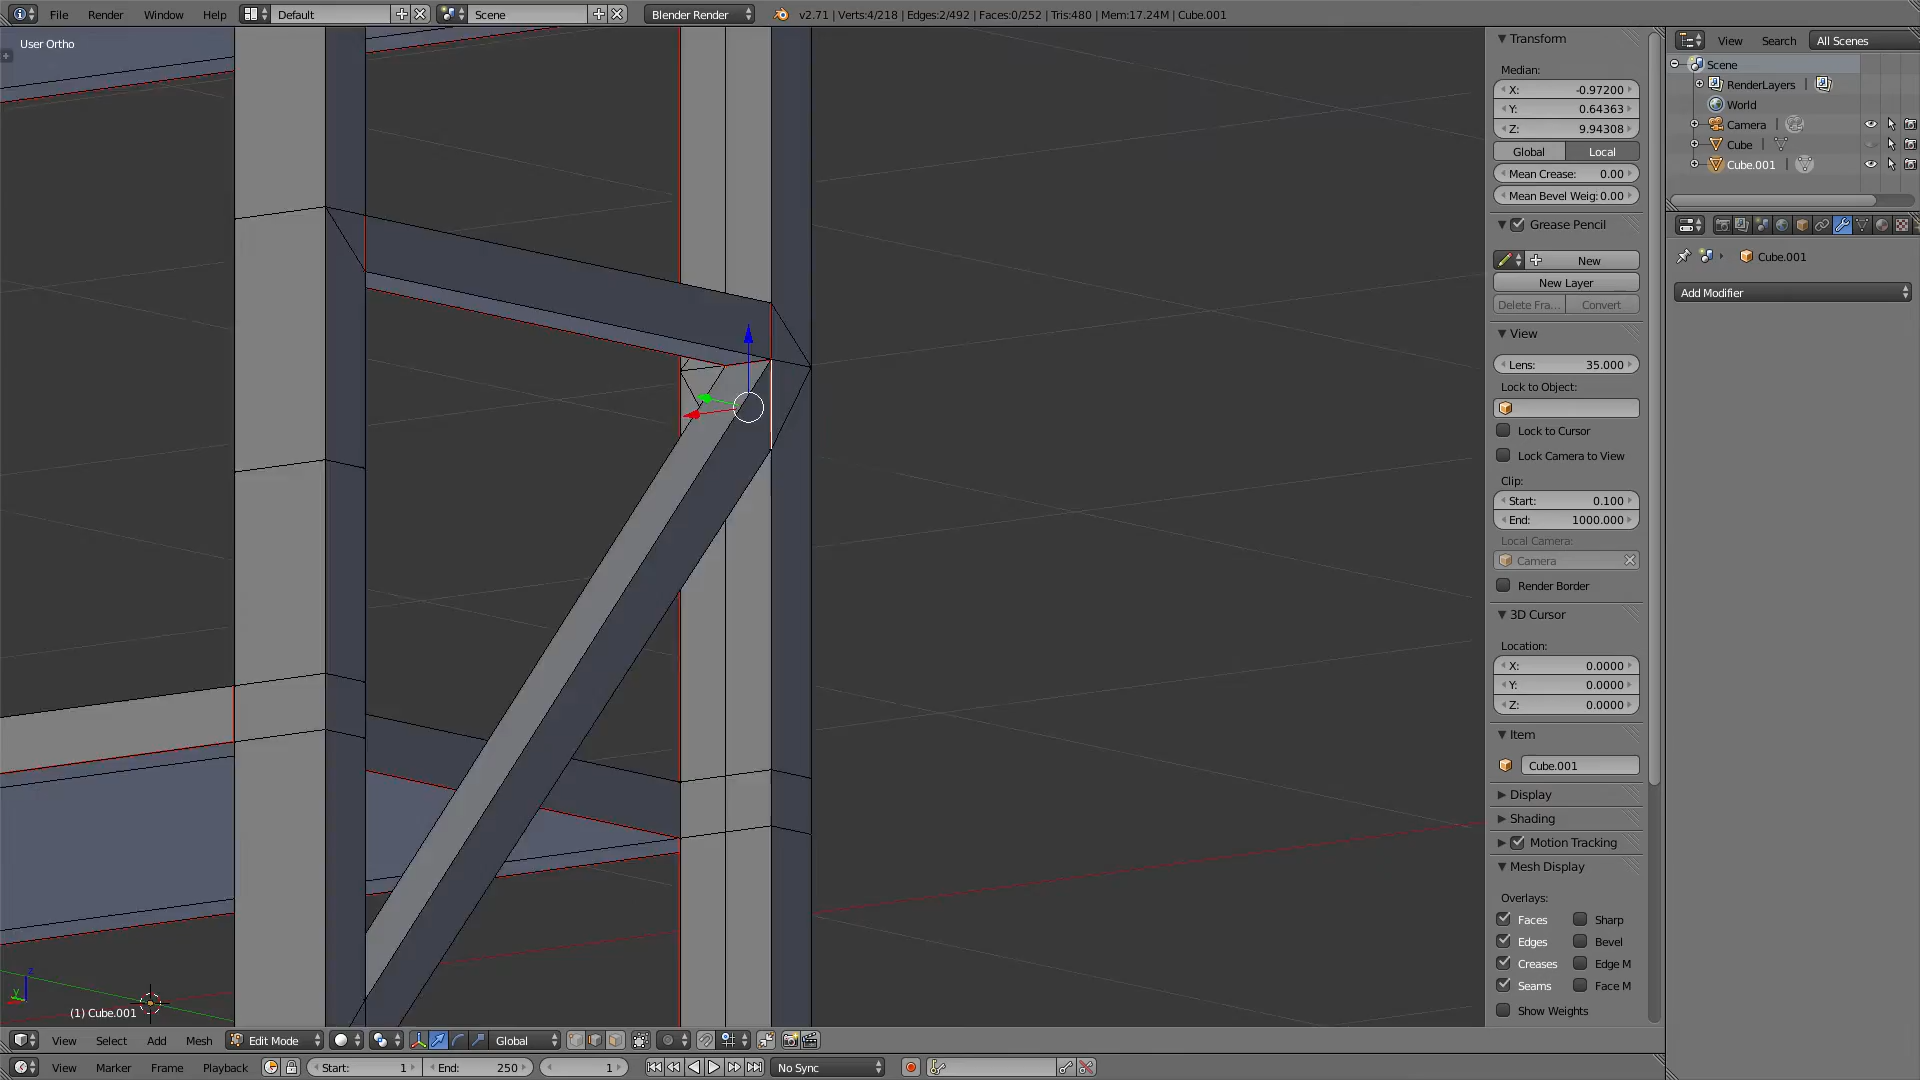 File Render Window Help Default Scene Blender Render v2.71 | Verts:4/218 | Edges:2/492 | Faces:0/252 | Tris:480 | Mem:17.24M | Cube.001
User Ortho
(1) Cube.001
Transform
Median:
X: -0.97200
Y: 0.64363
Z: 9.94308
Global Local
Mean Crease: 0.00
Mean Bevel Weig: 0.00
Grease Pencil
New
New Layer
Delete Fra... Convert
View
Lens: 35.000
Lock to Object:
Lock to Cursor
Lock Camera to View
Clip:
Start: 0.100
End: 1000.000
Local Camera:
Camera
Render Border
3D Cursor
Location:
X: 0.0000
Y: 0.0000
Z: 0.0000
Item
Cube.001
Display
Shading
Motion Tracking
Mesh Display
Overlays:
Faces Sharp
Edges Bevel
Creases Edge M
Seams Face M
Show Weights
View Search All Scenes
Scene
RenderLayers
World
Camera
Cube
Cube.001
Cube.001
Add Modifier
View Select Add Mesh Edit Mode Global
View Marker Frame Playback Start: 1 End: 250 1 No Sync